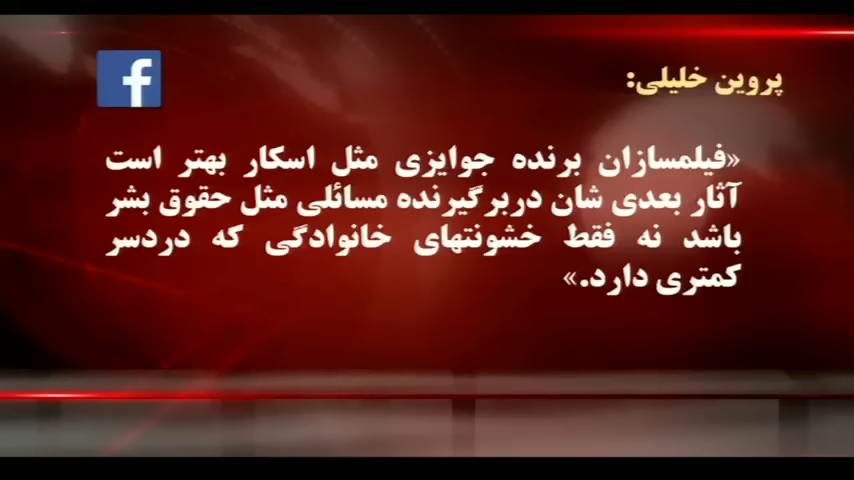 پروین خلیلی:
«فیلمسازان برنده جوایزی مثل اسکار بهتر است
آثار بعدی شان دربرگیرنده مسائلی مثل حقوق بشر
باشد نه فقط خشونتهای خانوادگی که دردسر
کمتری دارد.»